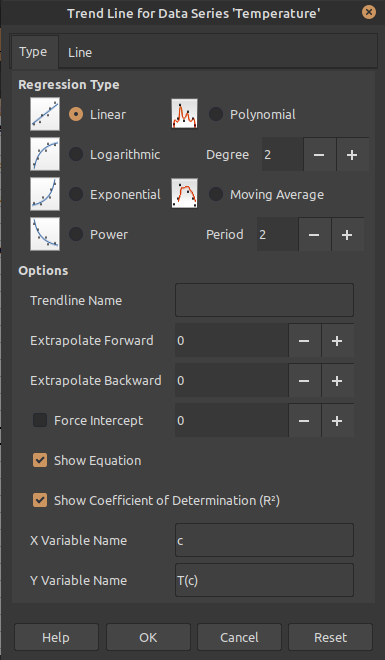 Trend Line for Data Series 'Temperature'
Type Line
Regression Type
Linear Polynomial
Logarithmic Degree 2
Exponential Moving Average
Power Period 2
Options
Trendline Name
Extrapolate Forward 0
Extrapolate Backward 0
Force Intercept 0
Show Equation
Show Coefficient of Determination (R²)
X Variable Name c
Y Variable Name T(c)
Help OK Cancel Reset